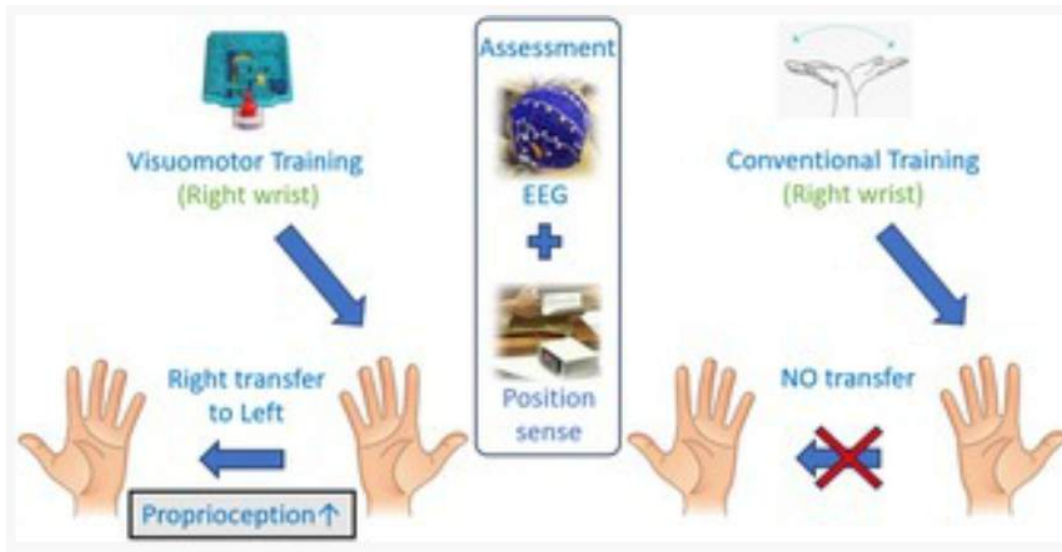 Visuomotor Training
(Right wrist)
Right transfer
to Left
Proprioception↑
Assessment
EEG
Position
sense
Conventional Training
(Right wrist)
NO transfer